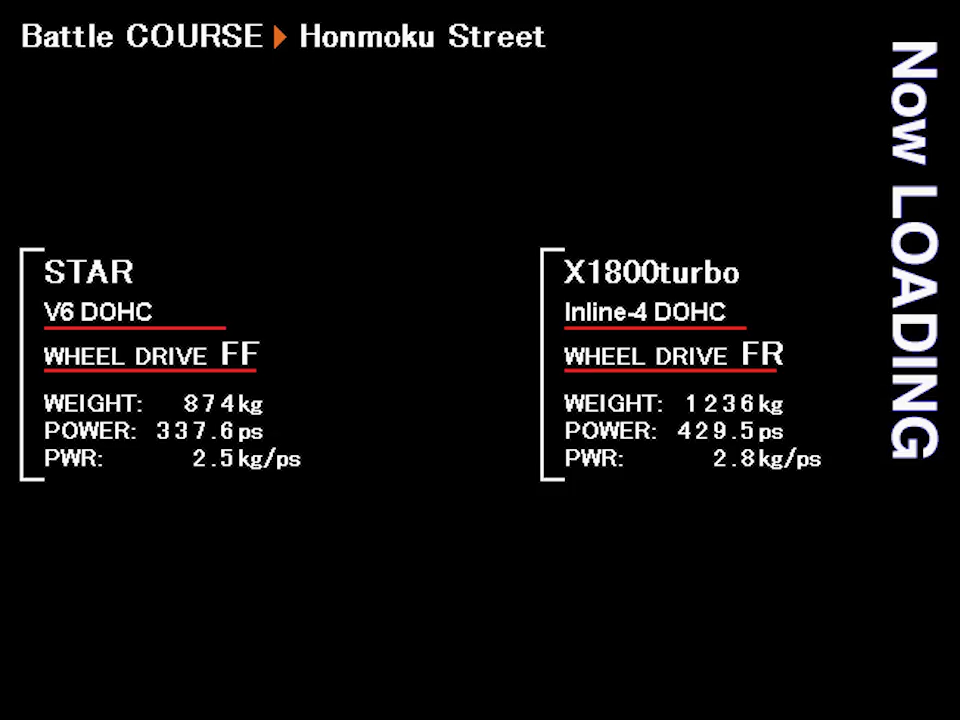 Battle COURSE▶Honmoku Street
Now LOADING
STAR
V6 DOHC
WHEEL DRIVE FF
WEIGHT: 874kg
POWER: 337.6ps
PWR: 2.5kg/ps
X1800turbo
Inline-4 DOHC
WHEEL DRIVE FR
WEIGHT: 1236kg
POWER: 429.5ps
PWR: 2.8kg/ps